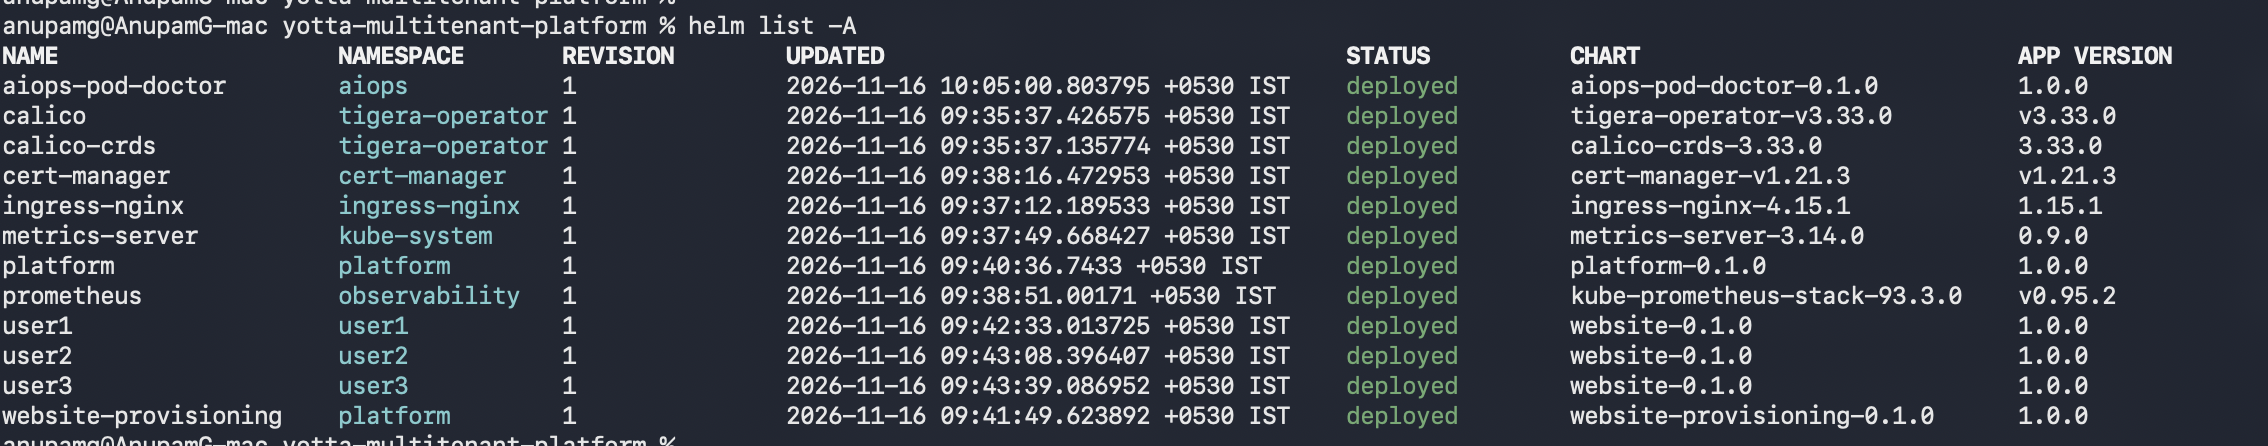 anupamg@AnupamG-mac yotta-multitenant-platform %
anupamg@AnupamG-mac yotta-multitenant-platform % helm list -A
NAME NAMESPACE REVISION UPDATED STATUS CHART APP VERSION
aiops-pod-doctor aiops 1 2026-11-16 10:05:00.803795 +0530 IST deployed aiops-pod-doctor-0.1.0 1.0.0
calico tigera-operator 1 2026-11-16 09:35:37.426575 +0530 IST deployed tigera-operator-v3.33.0 v3.33.0
calico-crds tigera-operator 1 2026-11-16 09:35:37.135774 +0530 IST deployed calico-crds-3.33.0 3.33.0
cert-manager cert-manager 1 2026-11-16 09:38:16.472953 +0530 IST deployed cert-manager-v1.21.3 v1.21.3
ingress-nginx ingress-nginx 1 2026-11-16 09:37:12.189533 +0530 IST deployed ingress-nginx-4.15.1 1.15.1
metrics-server kube-system 1 2026-11-16 09:37:49.668427 +0530 IST deployed metrics-server-3.14.0 0.9.0
platform platform 1 2026-11-16 09:40:36.7433 +0530 IST deployed platform-0.1.0 1.0.0
prometheus observability 1 2026-11-16 09:38:51.00171 +0530 IST deployed kube-prometheus-stack-93.3.0 v0.95.2
user1 user1 1 2026-11-16 09:42:33.013725 +0530 IST deployed website-0.1.0 1.0.0
user2 user2 1 2026-11-16 09:43:08.396407 +0530 IST deployed website-0.1.0 1.0.0
user3 user3 1 2026-11-16 09:43:39.086952 +0530 IST deployed website-0.1.0 1.0.0
website-provisioning platform 1 2026-11-16 09:41:49.623892 +0530 IST deployed website-provisioning-0.1.0 1.0.0
anupamg@AnupamG-mac yotta-multitenant-platform %